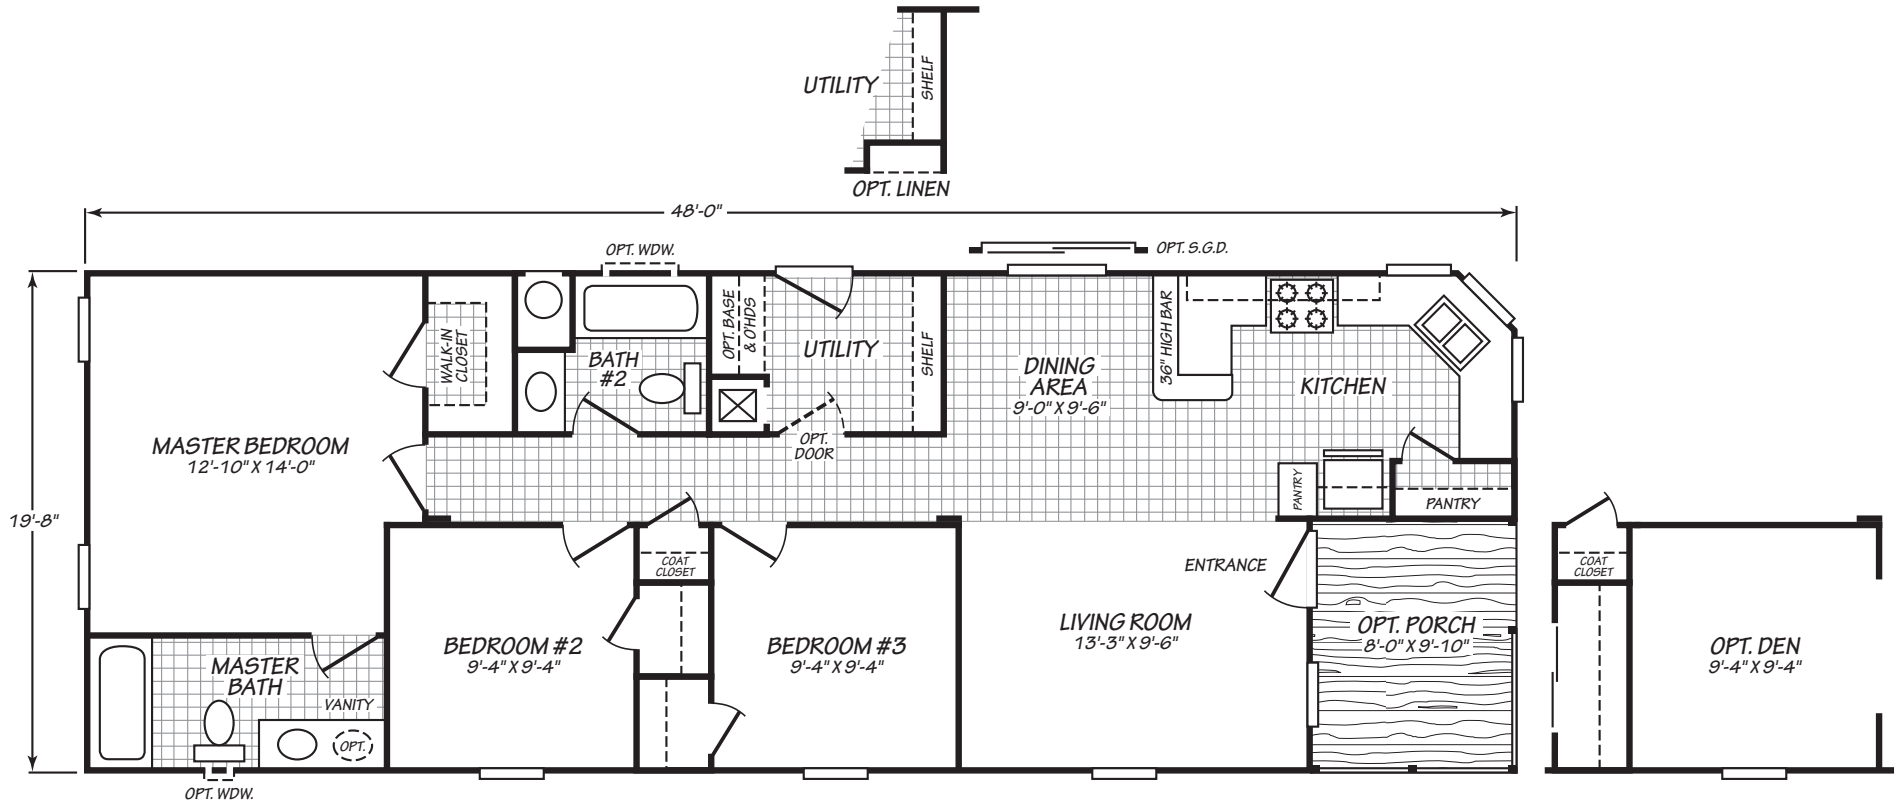 UTILITY
SHELF
OPT. LINEN
48'-0"
OPT. WDW.
OPT. S.G.D.
WALK-IN
CLOSET
BATH
#2
OPT. BASE
& O'HDS
UTILITY
SHELF
OPT.
DOOR
DINING
AREA
9'-0" X 9'-6"
36" HIGH BAR
KITCHEN
MASTER BEDROOM
12'-10" X 14'-0"
PANTRY
PANTRY
19'-8"
COAT
CLOSET
ENTRANCE
COAT
CLOSET
BEDROOM #2
9'-4" X 9'-4"
BEDROOM #3
9'-4" X 9'-4"
LIVING ROOM
13'-3" X 9'-6"
OPT. PORCH
8'-0" X 9'-10"
OPT. DEN
9'-4" X 9'-4"
MASTER
BATH
VANITY
OPT.
OPT. WDW.